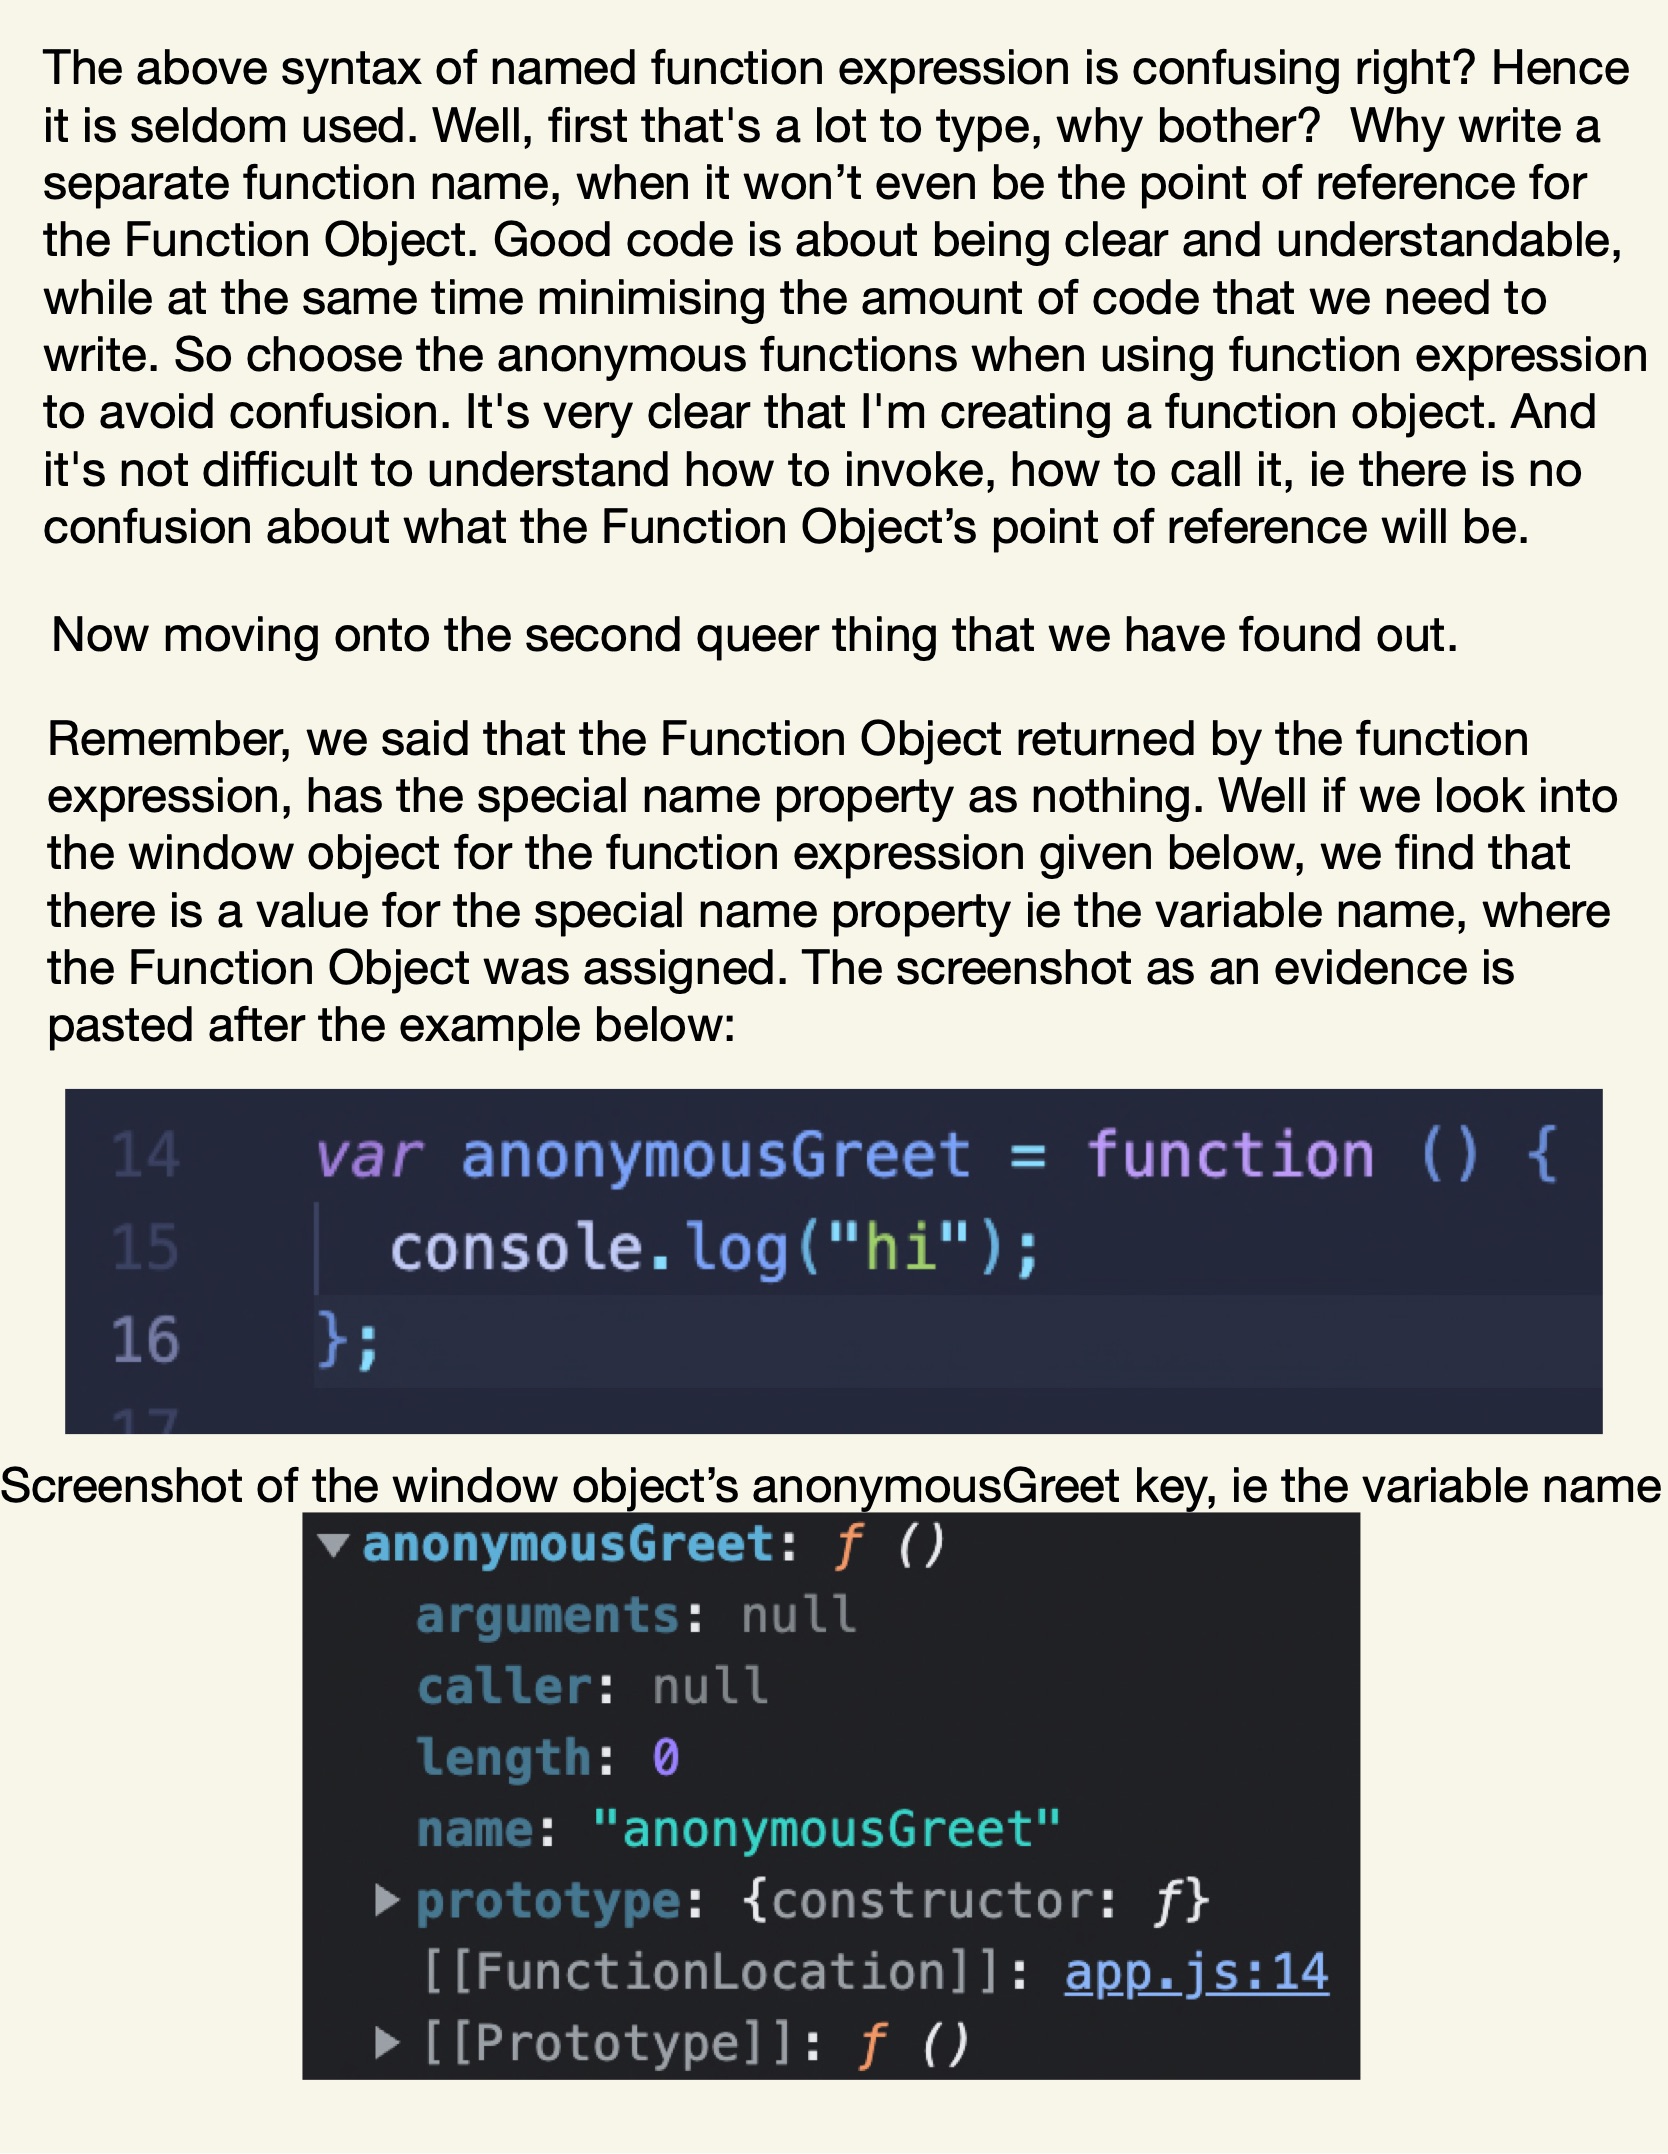 The above syntax of named function expression is confusing right? Hence
it is seldom used. Well, first that's a lot to type, why bother?  Why write a
separate function name, when it won’t even be the point of reference for
the Function Object. Good code is about being clear and understandable,
while at the same time minimising the amount of code that we need to
write. So choose the anonymous functions when using function expression
to avoid confusion. It's very clear that I'm creating a function object. And
it's not difficult to understand how to invoke, how to call it, ie there is no
confusion about what the Function Object’s point of reference will be.
Now moving onto the second queer thing that we have found out.
Remember, we said that the Function Object returned by the function
expression, has the special name property as nothing. Well if we look into
the window object for the function expression given below, we find that
there is a value for the special name property ie the variable name, where
the Function Object was assigned. The screenshot as an evidence is
pasted after the example below:
14 var anonymousGreet = function () {
15 console.log("hi");
16 };
17
Screenshot of the window object’s anonymousGreet key, ie the variable name
▼ anonymousGreet: ƒ ()
arguments: null
caller: null
length: 0
name: "anonymousGreet"
▶ prototype: {constructor: ƒ}
[[FunctionLocation]]: app.js:14
▶ [[Prototype]]: ƒ ()